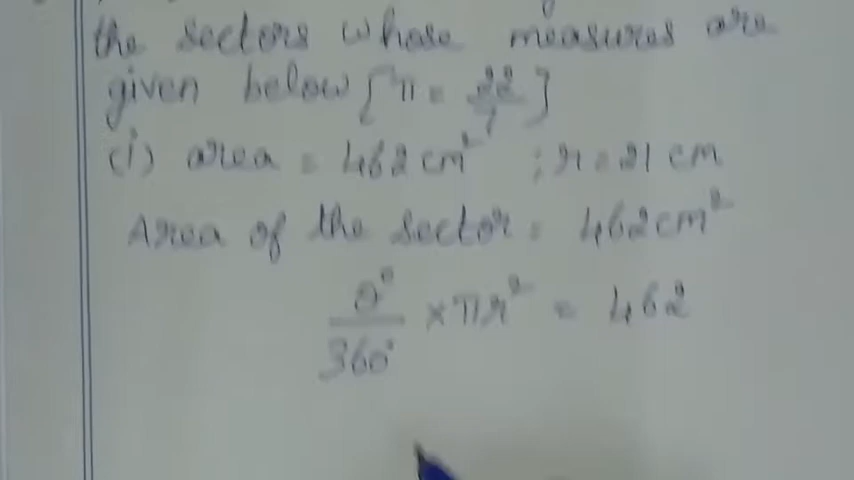 the sectors whose measures are
given below [π = 22/7]
(i) area = 462 cm² ; r = 21 cm
Area of the sector = 462 cm²
θ°/360° × πr² = 462